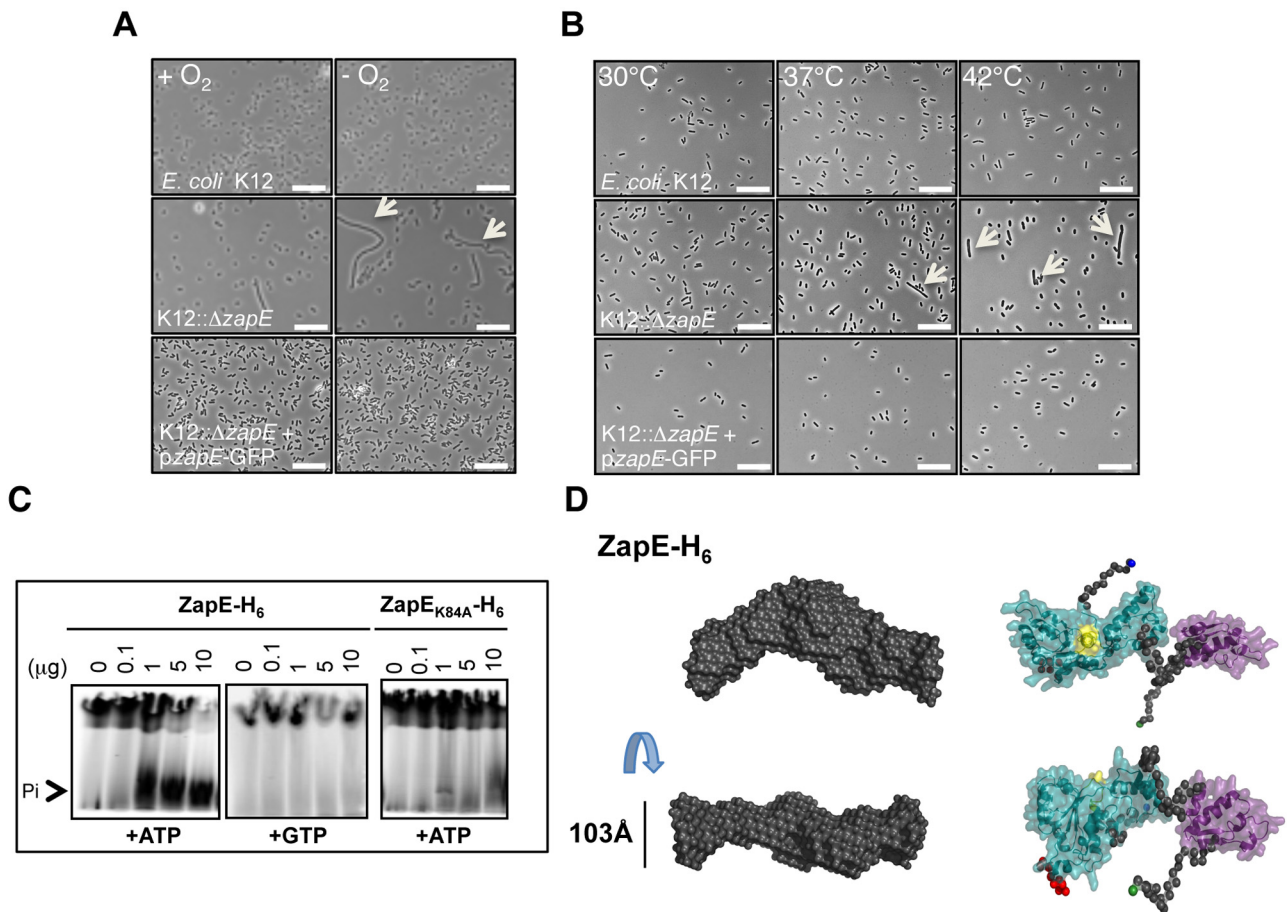 A
B
+ O2
- O2
E. coli K12
K12::ΔzapE
K12::ΔzapE +
pzapE-GFP
30°C
37°C
42°C
E. coli K12
K12::ΔzapE
K12::ΔzapE +
pzapE-GFP
C
D
ZapE-H6
ZapEK84A-H6
(μg)
0 0.1 1 5 10
0 0.1 1 5 10
0 0.1 1 5 10
Pi
+ATP
+GTP
+ATP
ZapE-H6
103Å